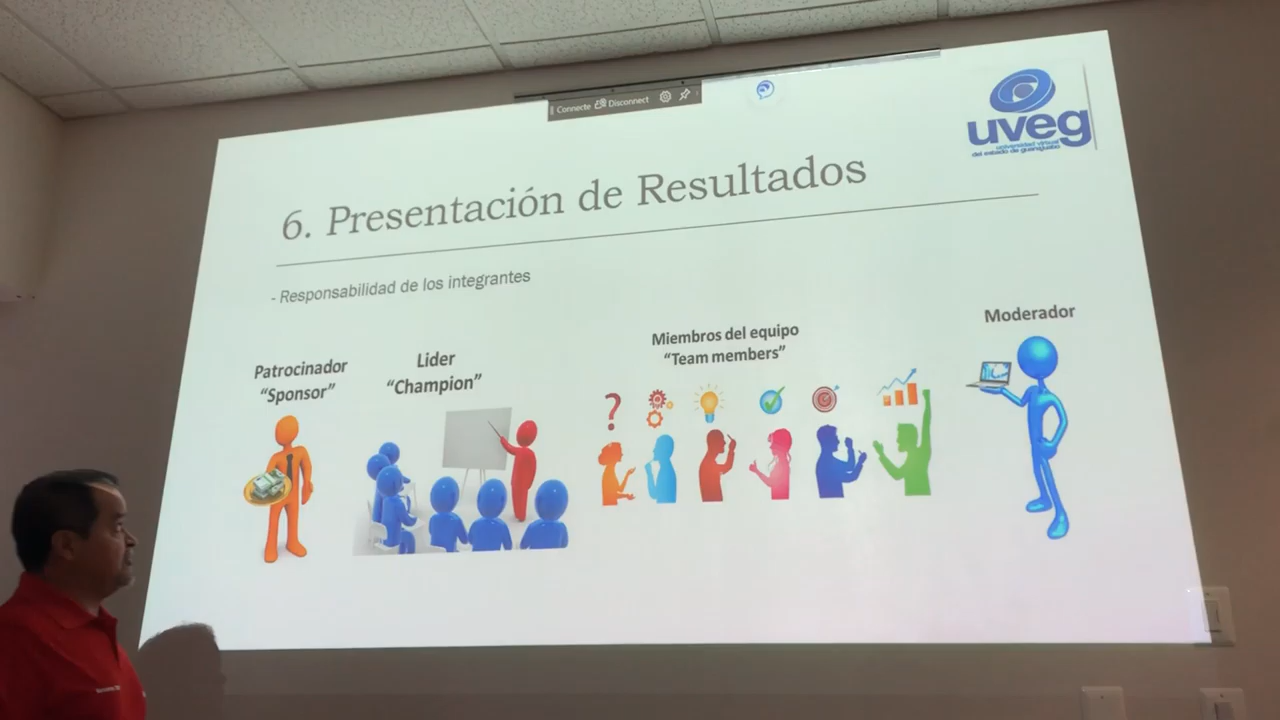 Connecte Disconnect
uveg
universidad virtual
del estado de guanajuato
6. Presentación de Resultados
- Responsabilidad de los integrantes
Patrocinador
“Sponsor”
Lider
“Champion”
Miembros del equipo
“Team members”
Moderador
?